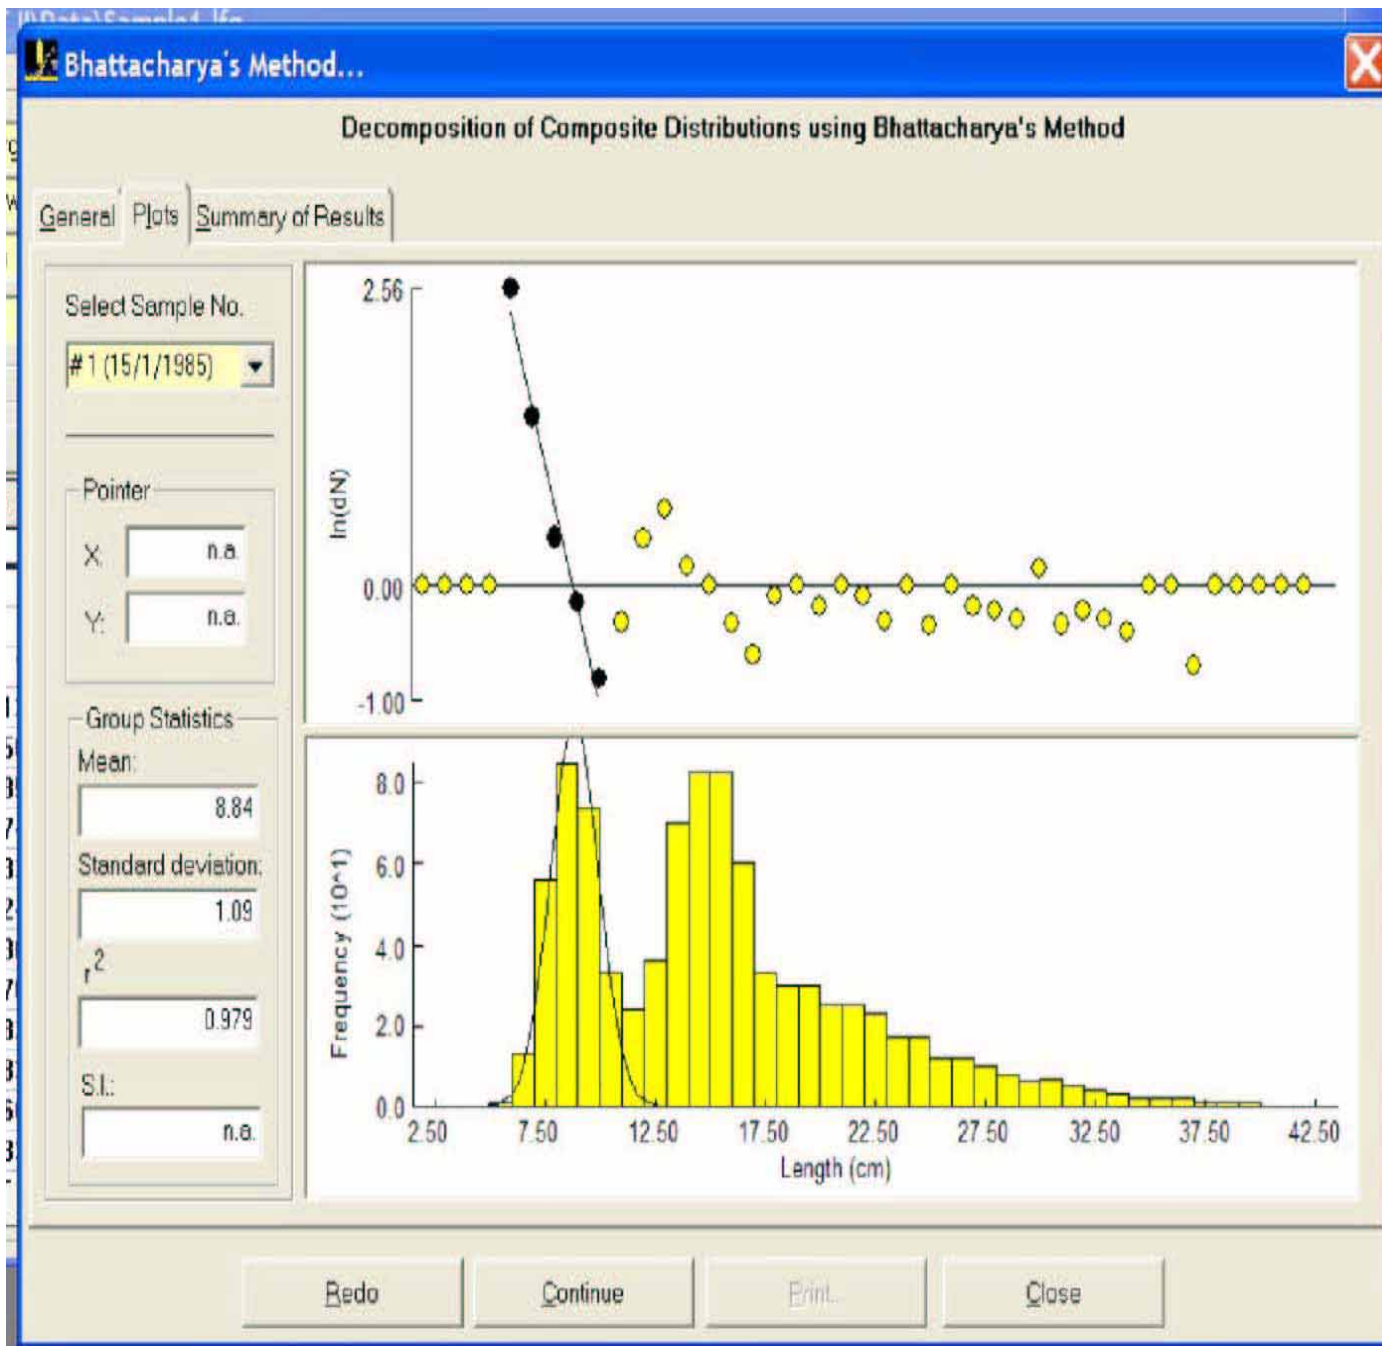 Bhattacharya's Method...
Decomposition of Composite Distributions using Bhattacharya's Method
General Plots Summary of Results
Select Sample No.
# 1 (15/1/1985)
Pointer
X: n.a.
Y: n.a.
Group Statistics
Mean:
8.84
Standard deviation:
1.09
r2
0.979
S.I.:
n.a.
2.56
0.00
-1.00
ln(dN)
8.0
6.0
4.0
2.0
0.0
Frequency (10^1)
2.50 7.50 12.50 17.50 22.50 27.50 32.50 37.50 42.50
Length (cm)
Redo Continue Print... Close